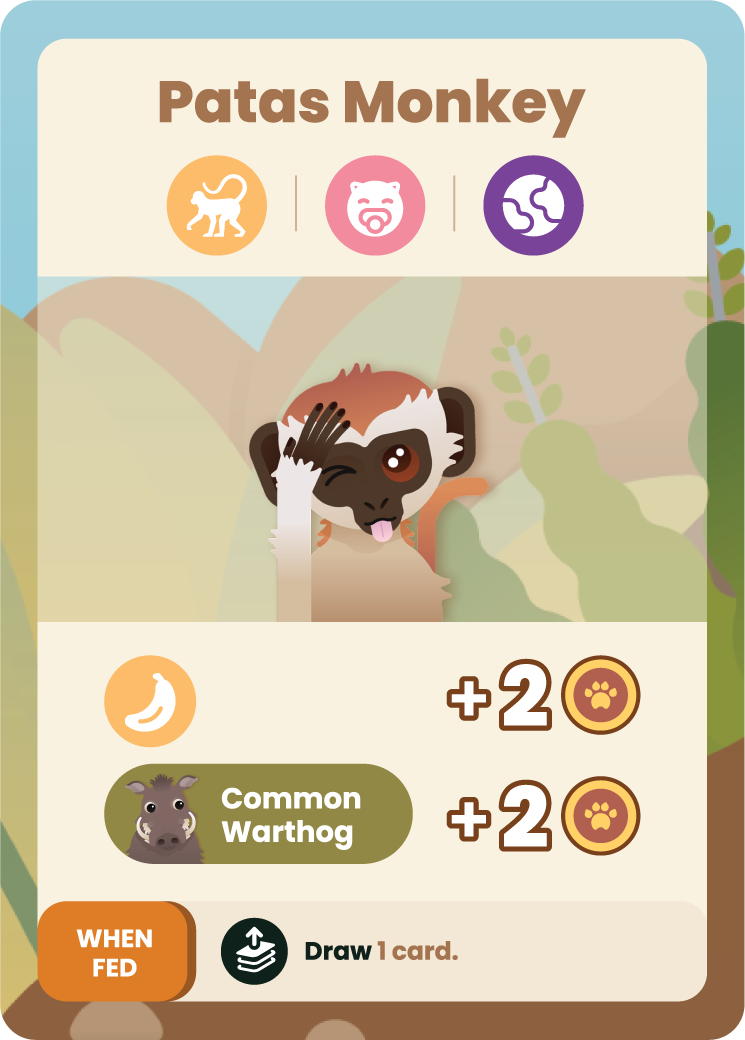 Patas Monkey
+2
Common
Warthog
+2
WHEN
FED
Draw 1 card.